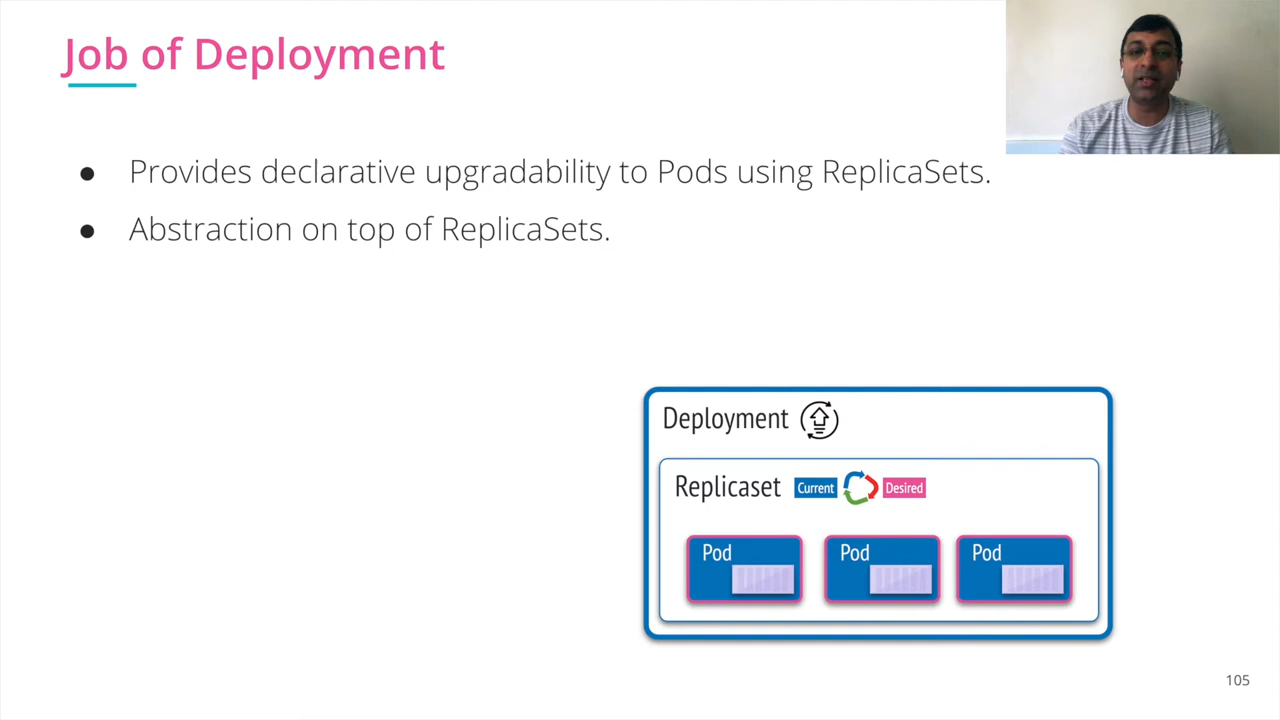 Job of Deployment
● Provides declarative upgradability to Pods using ReplicaSets.
● Abstraction on top of ReplicaSets.
Deployment
Replicaset Current Desired
Pod Pod Pod
105